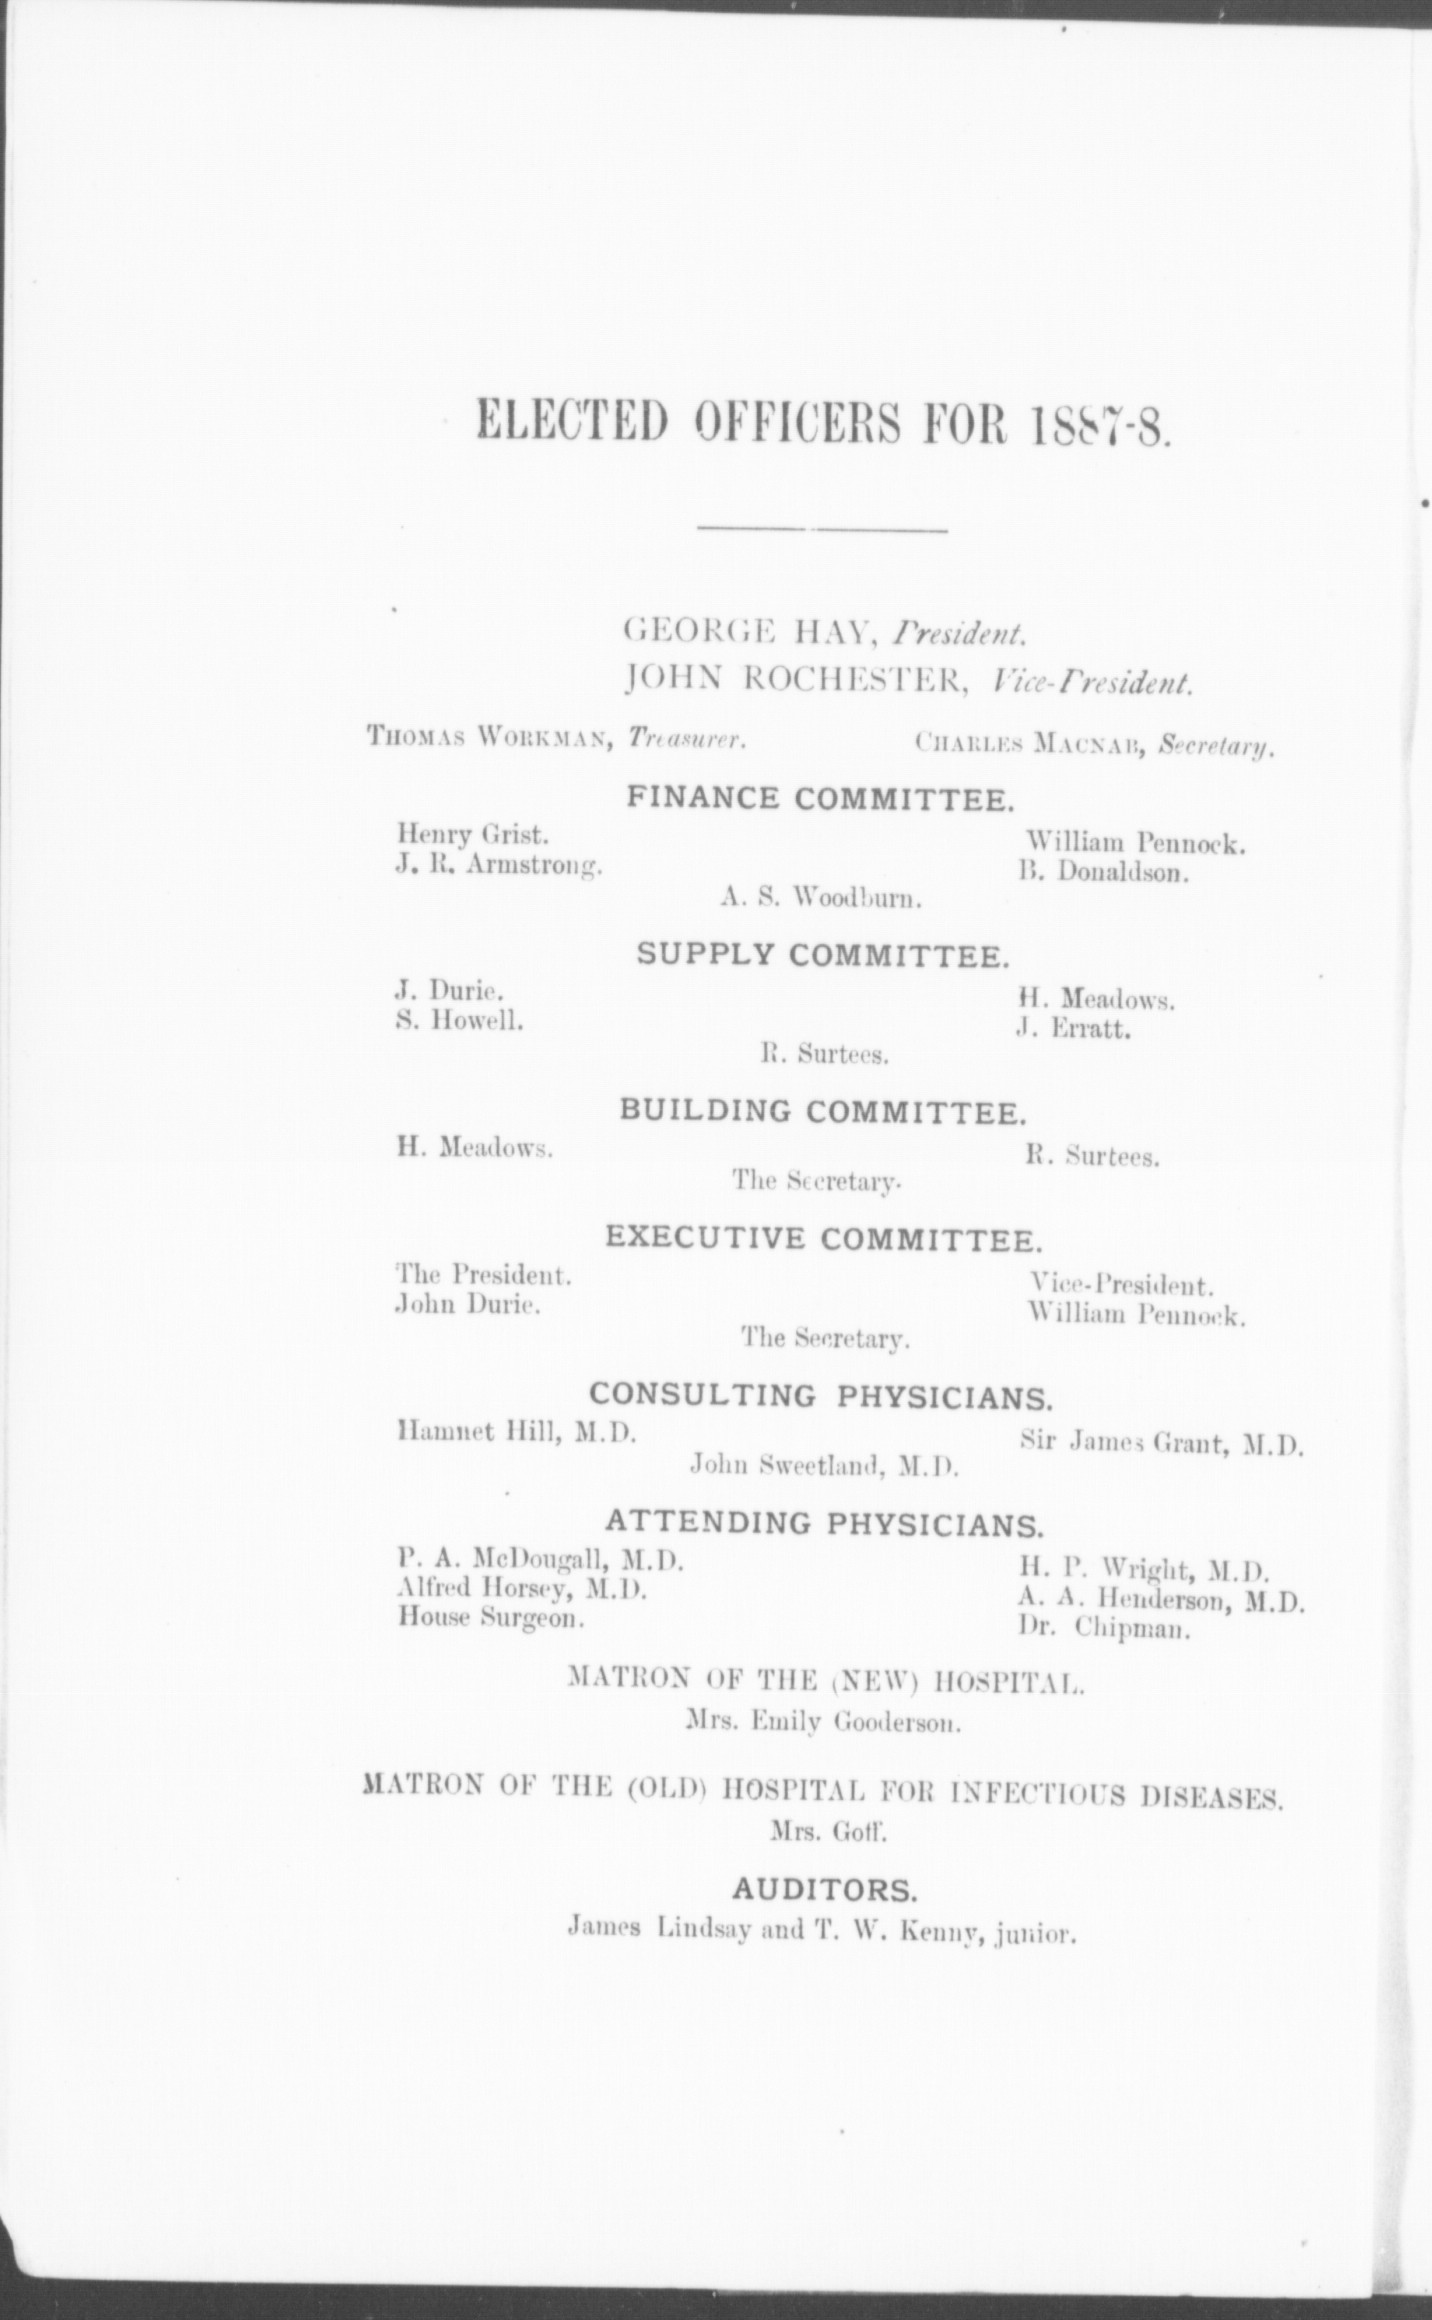 ELECTED OFFICERS FOR 1887-8.
GEORGE HAY, President.
JOHN ROCHESTER, Vice-President.
THOMAS WORKMAN, Treasurer. CHARLES MACNAB, Secretary.
FINANCE COMMITTEE.
Henry Grist. William Pennock.
J. R. Armstrong. B. Donaldson.
A. S. Woodburn.
SUPPLY COMMITTEE.
J. Durie. H. Meadows.
S. Howell. J. Erratt.
R. Surtees.
BUILDING COMMITTEE.
H. Meadows. R. Surtees.
The Secretary.
EXECUTIVE COMMITTEE.
The President. Vice-President.
John Durie. William Pennock.
The Secretary.
CONSULTING PHYSICIANS.
Hamnet Hill, M.D. Sir James Grant, M.D.
John Sweetland, M.D.
ATTENDING PHYSICIANS.
P. A. McDougall, M.D. H. P. Wright, M.D.
Alfred Horsey, M.D. A. A. Henderson, M.D.
House Surgeon. Dr. Chipman.
MATRON OF THE (NEW) HOSPITAL.
Mrs. Emily Gooderson.
MATRON OF THE (OLD) HOSPITAL FOR INFECTIOUS DISEASES.
Mrs. Goff.
AUDITORS.
James Lindsay and T. W. Kenny, junior.